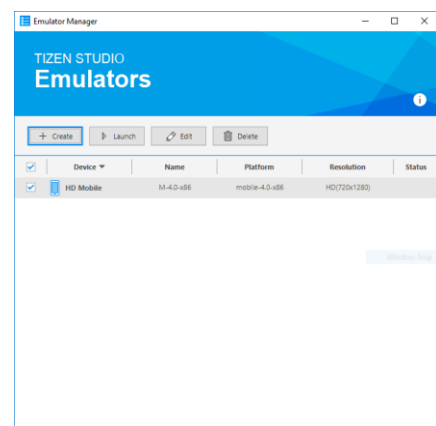 Emulator Manager
TIZEN STUDIO
Emulators
Create Launch Edit Delete
Device Name Platform Resolution Status
HD Mobile M-4.0-x86 mobile-4.0-x86 HD(720x1280)